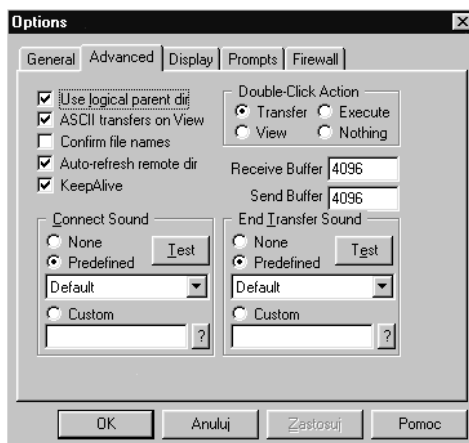 Options
General Advanced Display Prompts Firewall
Use logical parent dir
ASCII transfers on View
Confirm file names
Auto-refresh remote dir
KeepAlive
Double-Click Action
Transfer Execute
View Nothing
Receive Buffer 4096
Send Buffer 4096
Connect Sound
None
Predefined
Test
Default
Custom
?
End Transfer Sound
None
Predefined
Test
Default
Custom
?
OK Anuluj Zastosuj Pomoc